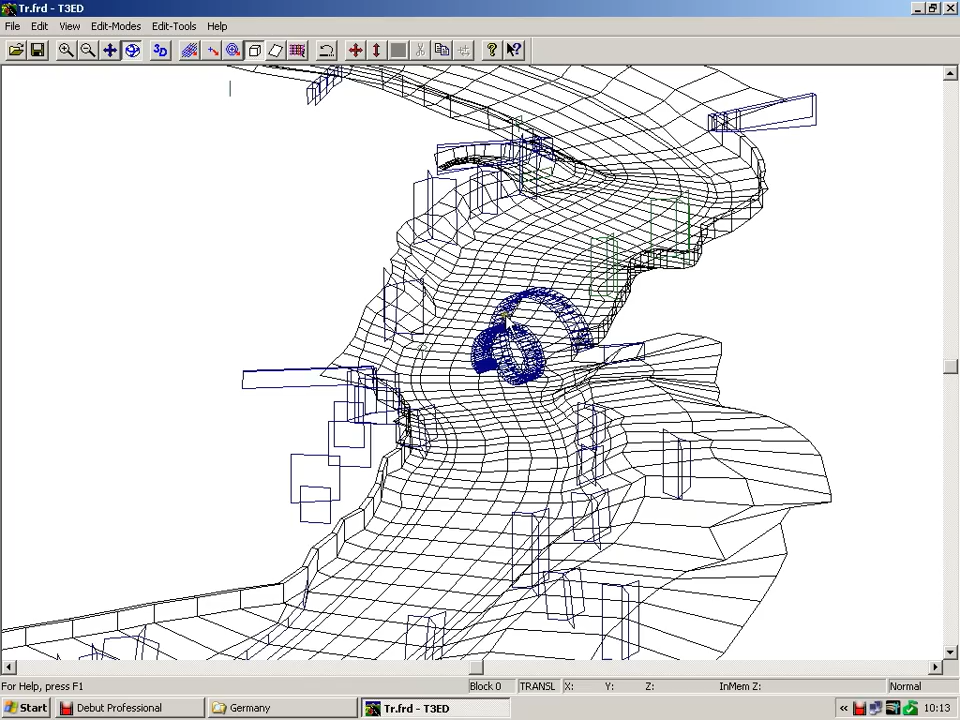 Tr.frd - T3ED
File Edit View Edit-Modes Edit-Tools Help
3D
For Help, press F1 Block 0 TRANSL X: Y: Z: InMem Z: Normal
Start Debut Professional Germany Tr.frd - T3ED « 10:13